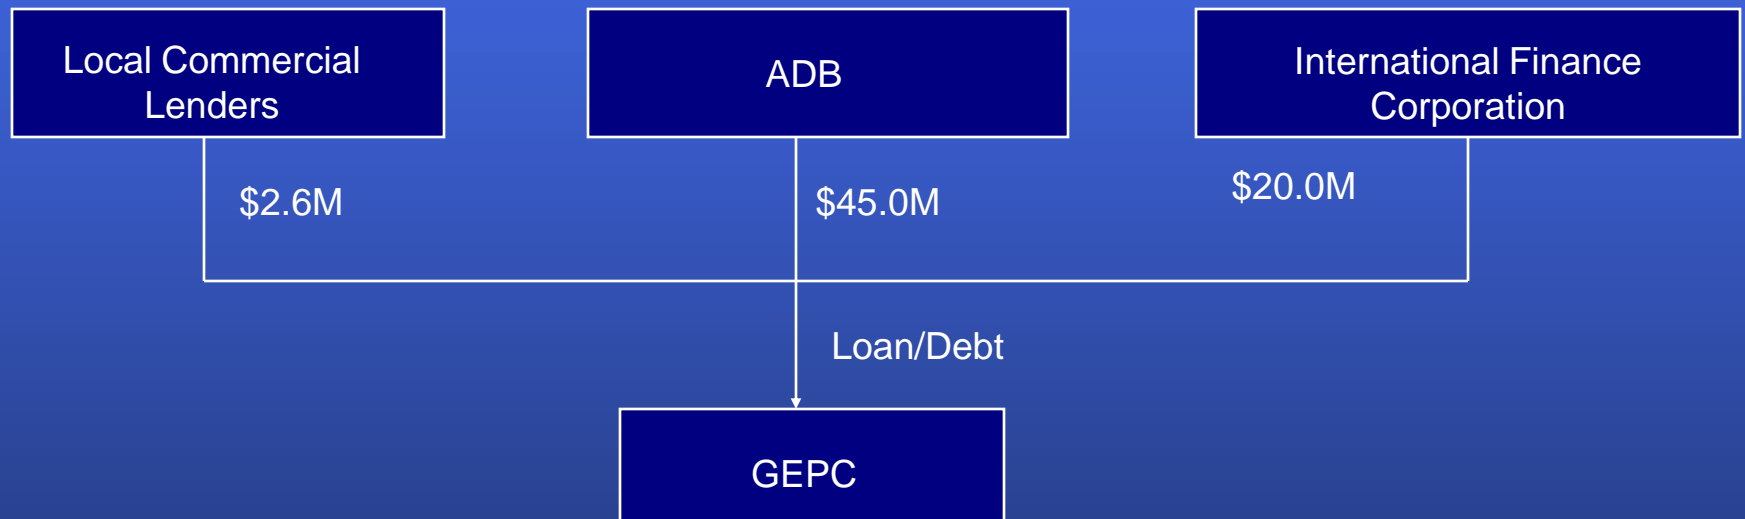 Local Commercial
Lenders
ADB
International Finance
Corporation
$2.6M
$45.0M
$20.0M
Loan/Debt
GEPC